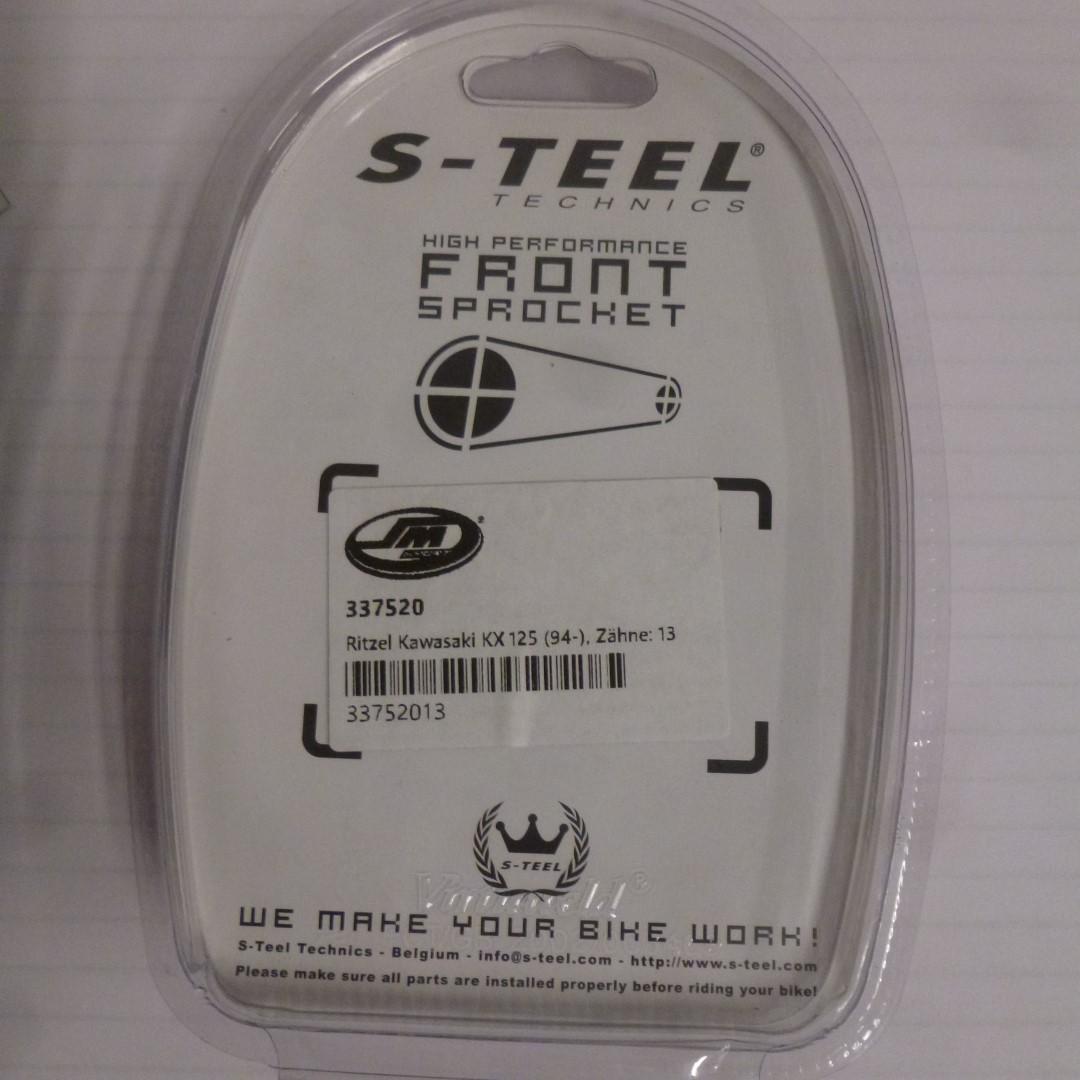 S-TEEL®
TECHNICS
HIGH PERFORMANCE
FRONT
SPROCKET
JM
337520
Ritzel Kawasaki KX 125 (94-), Zähne: 13
33752013
S-TEEL
WE MAKE YOUR BIKE WORK!
S-Teel Technics - Belgium - info@s-teel.com - http://www.s-teel.com
Please make sure all parts are installed properly before riding your bike!